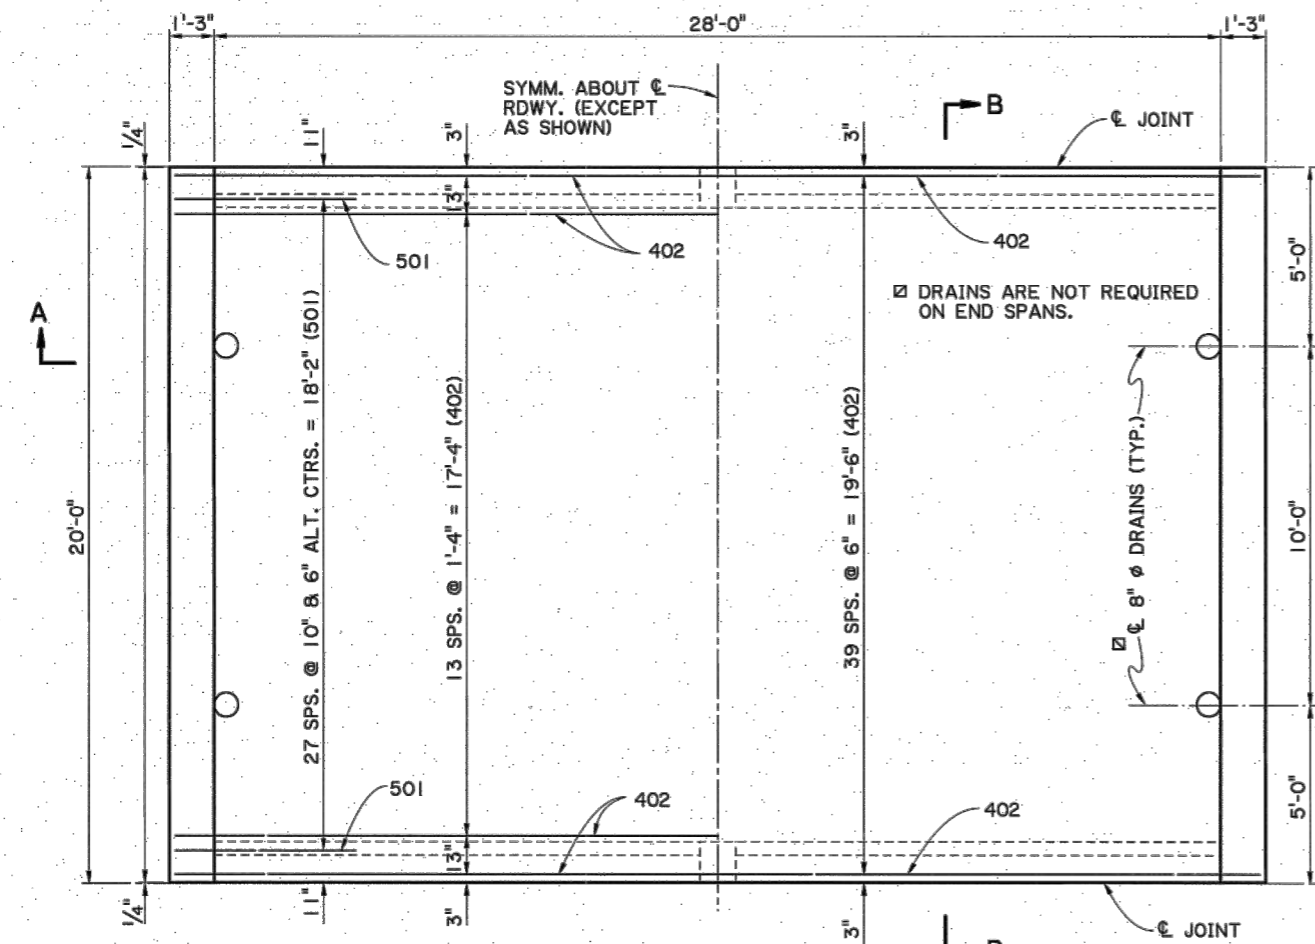 1'-3"
28'-0"
1'-3"
SYMM. ABOUT ℄
RDWY. (EXCEPT
AS SHOWN)
B
℄ JOINT
1/4"
11"
3"
3"
13"
402
402
501
5'-0"
☒ DRAINS ARE NOT REQUIRED
ON END SPANS.
A
20'-0"
27 SPS. @ 10" & 6" ALT. CTRS. = 18'-2" (501)
13 SPS. @ 1'-4" = 17'-4" (402)
39 SPS. @ 6" = 19'-6" (402)
☒ ℄ 8" ø DRAINS (TYP.)
10'-0"
501
402
402
5'-0"
13"
1/4"
11"
3"
3"
℄ JOINT